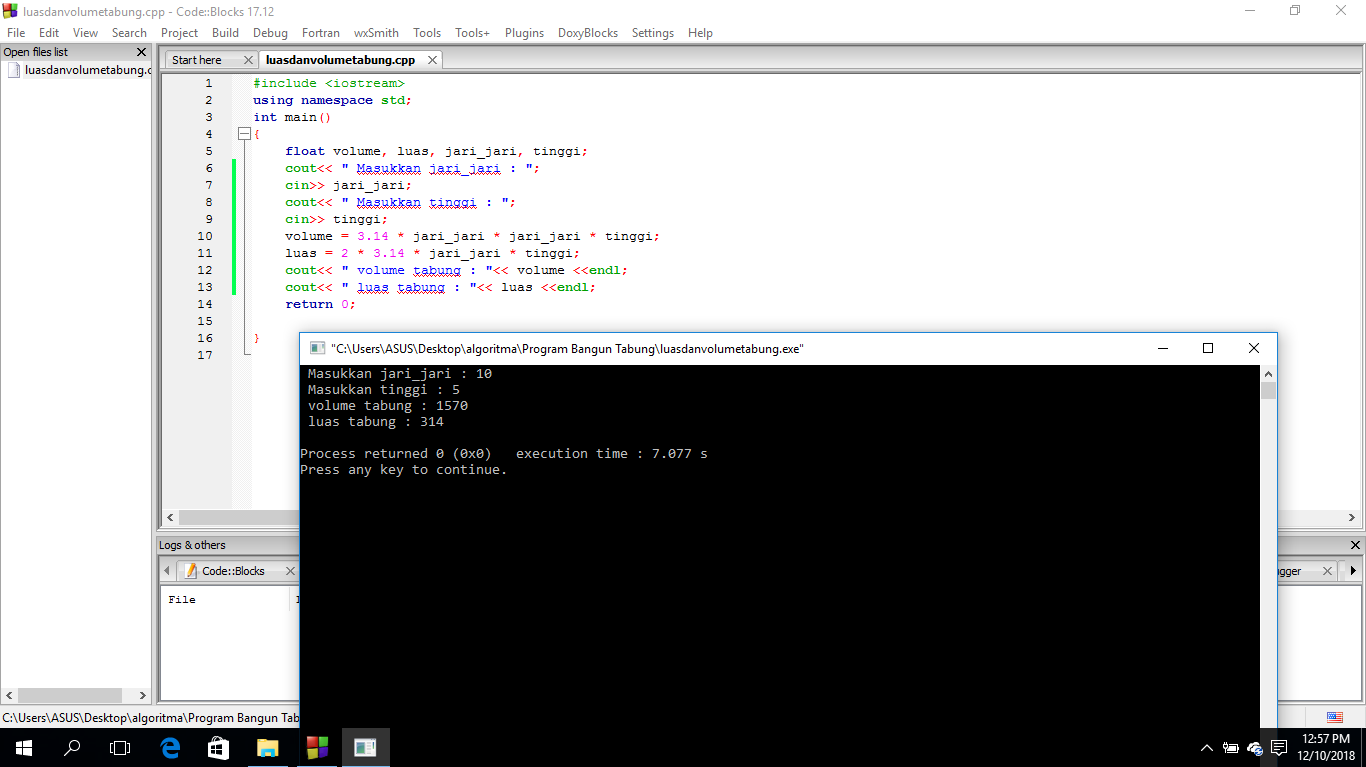 luasdanvolumetabung.cpp - Code::Blocks 17.12
File Edit View Search Project Build Debug Fortran wxSmith Tools Tools+ Plugins DoxyBlocks Settings Help
Open files list
luasdanvolumetabung.c
Start here luasdanvolumetabung.cpp
1 #include <iostream>
2 using namespace std;
3 int main()
4 {
5 float volume, luas, jari_jari, tinggi;
6 cout<< " Masukkan jari_jari : ";
7 cin>> jari_jari;
8 cout<< " Masukkan tinggi : ";
9 cin>> tinggi;
10 volume = 3.14 * jari_jari * jari_jari * tinggi;
11 luas = 2 * 3.14 * jari_jari * tinggi;
12 cout<< " volume tabung : "<< volume <<endl;
13 cout<< " luas tabung : "<< luas <<endl;
14 return 0;
15
16 }
17
"C:\Users\ASUS\Desktop\algoritma\Program Bangun Tabung\luasdanvolumetabung.exe"
Masukkan jari_jari : 10
Masukkan tinggi : 5
volume tabung : 1570
luas tabung : 314
Process returned 0 (0x0) execution time : 7.077 s
Press any key to continue.
Logs & others
Code::Blocks
gger
File
C:\Users\ASUS\Desktop\algoritma\Program Bangun Tab
12:57 PM
12/10/2018